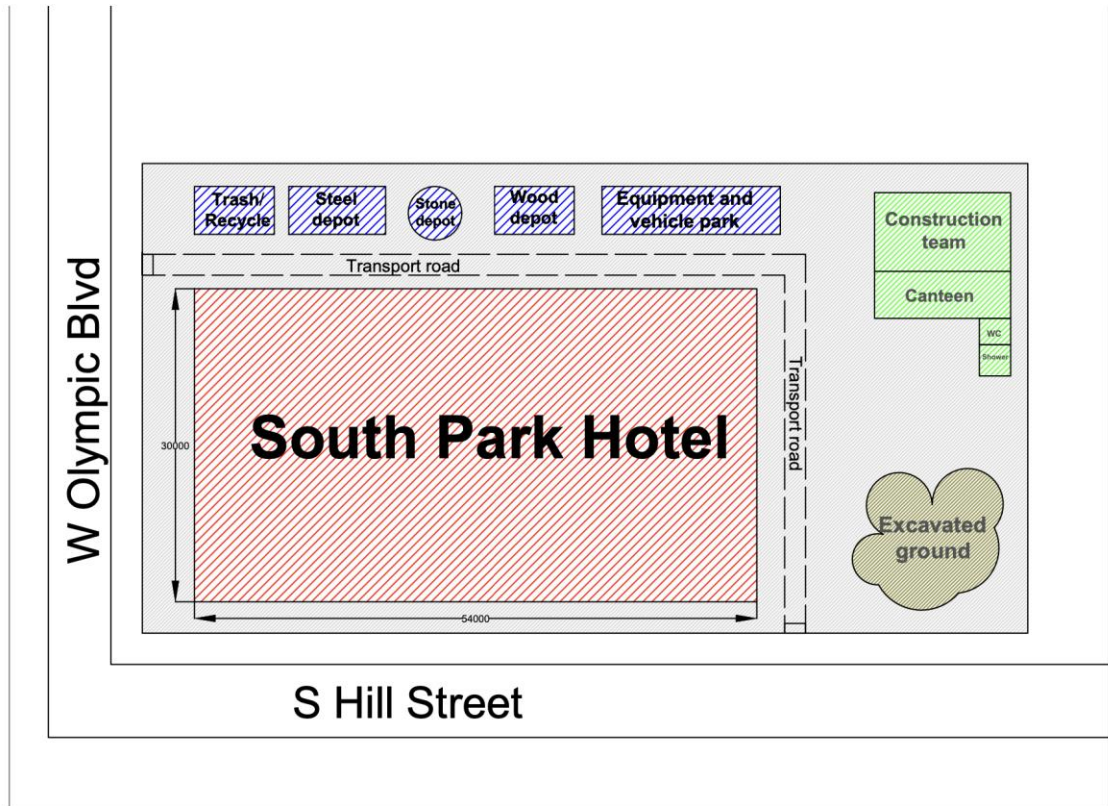 Trash/
Recycle
Steel
depot
Stone
depot
Wood
depot
Equipment and
vehicle park
Construction
team
Transport road
Canteen
WC
Shower
W Olympic Blvd
30000
South Park Hotel
Transport road
Excavated
ground
54000
S Hill Street